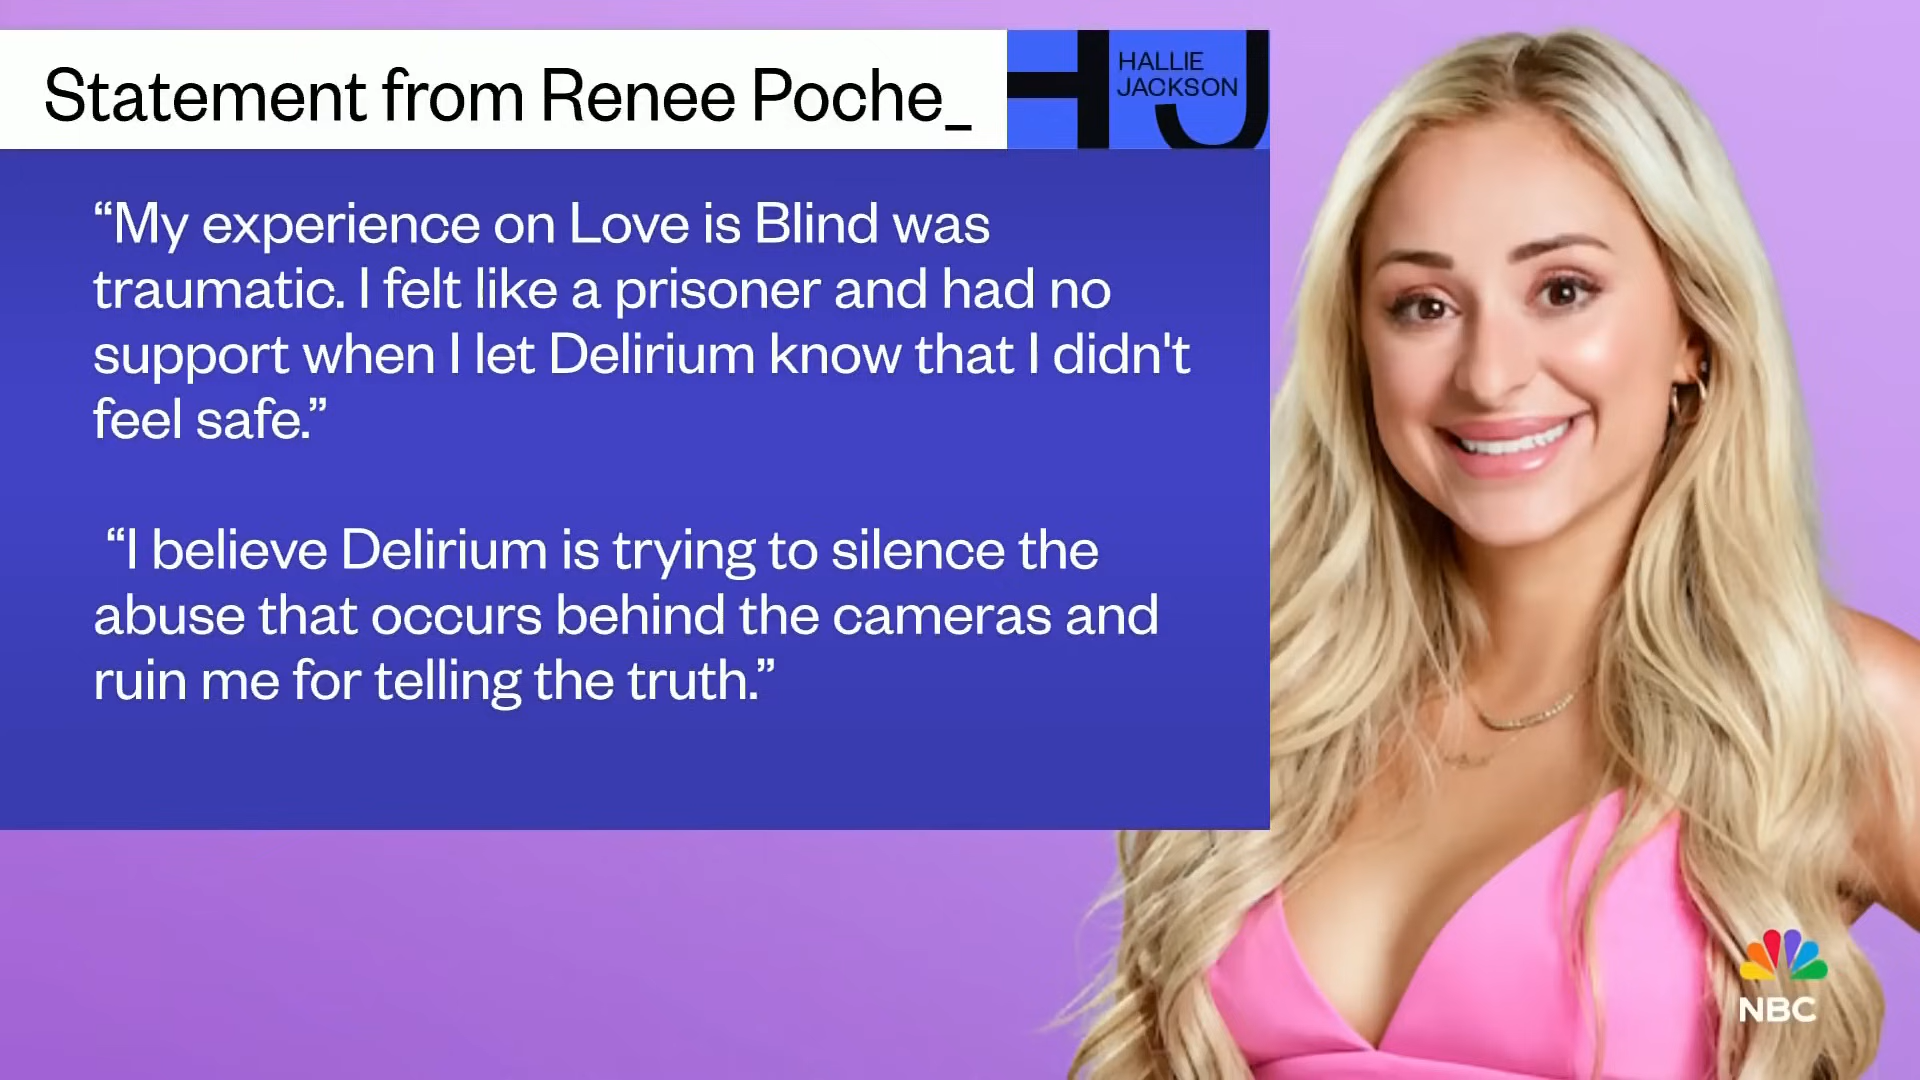 Statement from Renee Poche_
HALLIE
JACKSON
HJ
“My experience on Love is Blind was
traumatic. I felt like a prisoner and had no
support when I let Delirium know that I didn't
feel safe.”
“I believe Delirium is trying to silence the
abuse that occurs behind the cameras and
ruin me for telling the truth.”
NBC